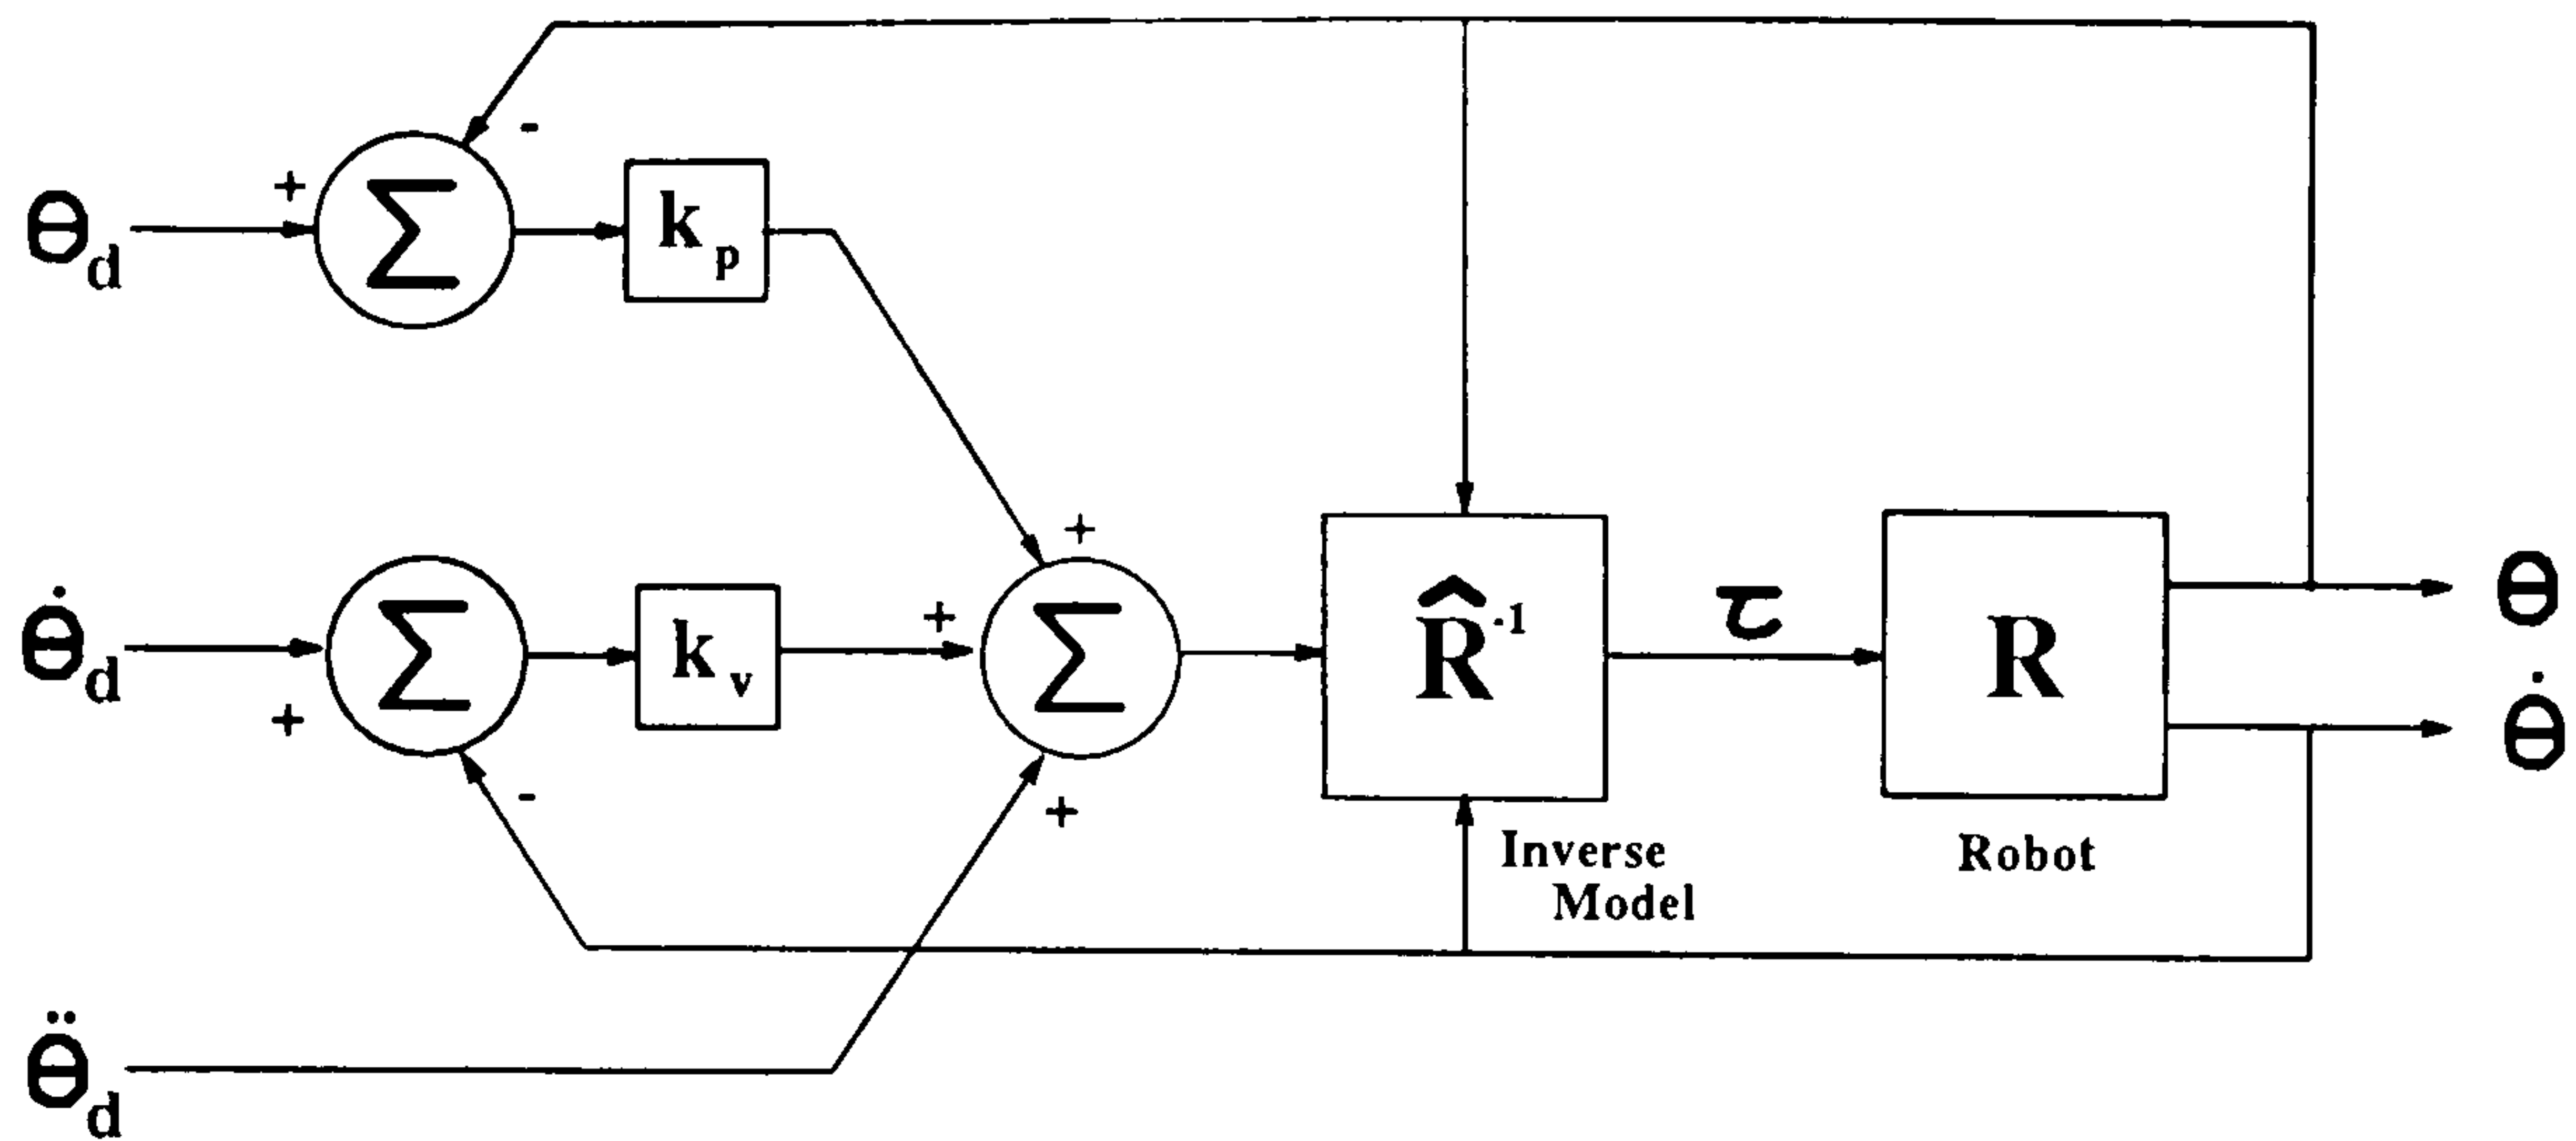 -
+
θd
Σ
kp
+
θ̇d
+
Σ
kv
+
Σ
R̂-1
τ
R
θ
θ̇
-
+
Inverse
Model
Robot
θ̈d